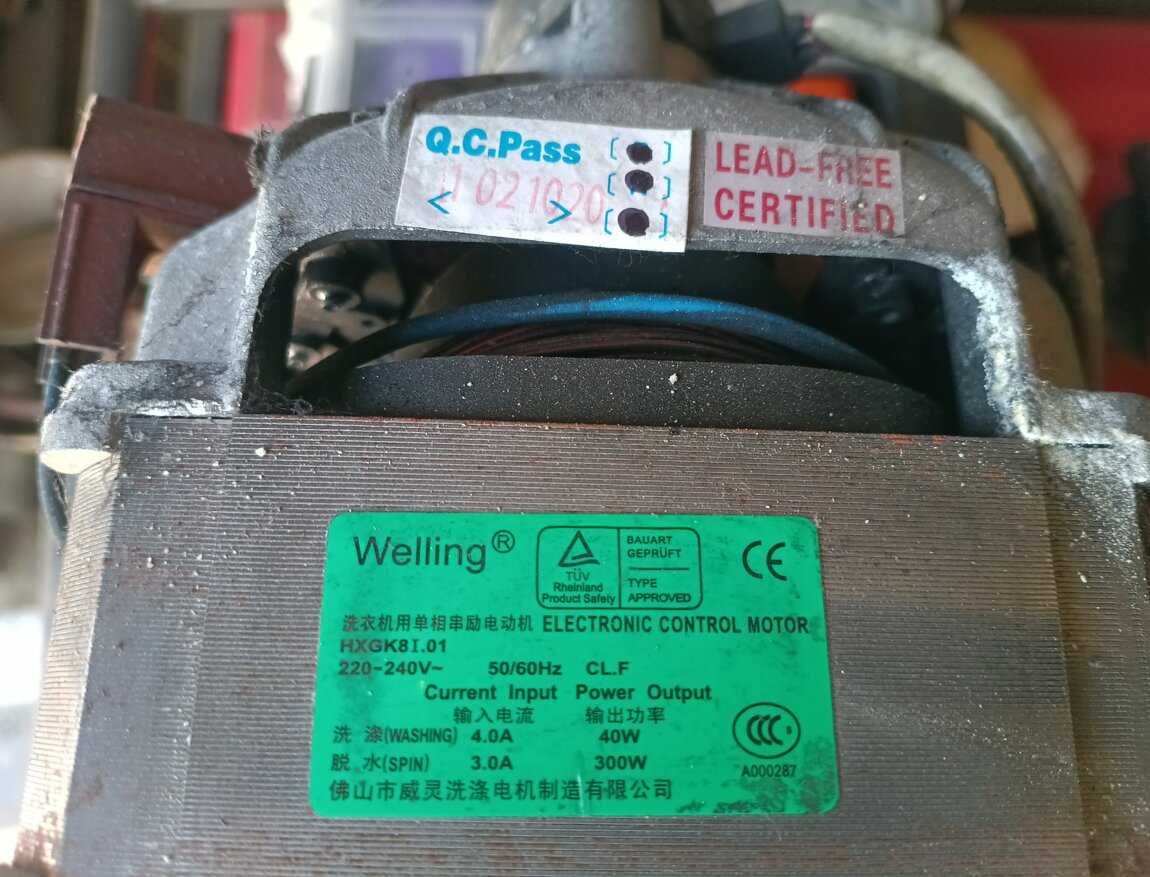 Q.C.Pass
1021020
LEAD-FREE
CERTIFIED
Welling®
TÜV
Rheinland
Product Safety
BAUART
GEPRÜFT
TYPE
APPROVED
CE
洗衣机用单相串励电动机 ELECTRONIC CONTROL MOTOR
HXGK8I.01
220-240V~ 50/60Hz CL.F
Current Input Power Output
输入电流 输出功率
洗 涤(WASHING) 4.0A 40W
脱 水(SPIN) 3.0A 300W
CCC
A000287
佛山市威灵洗涤电机制造有限公司